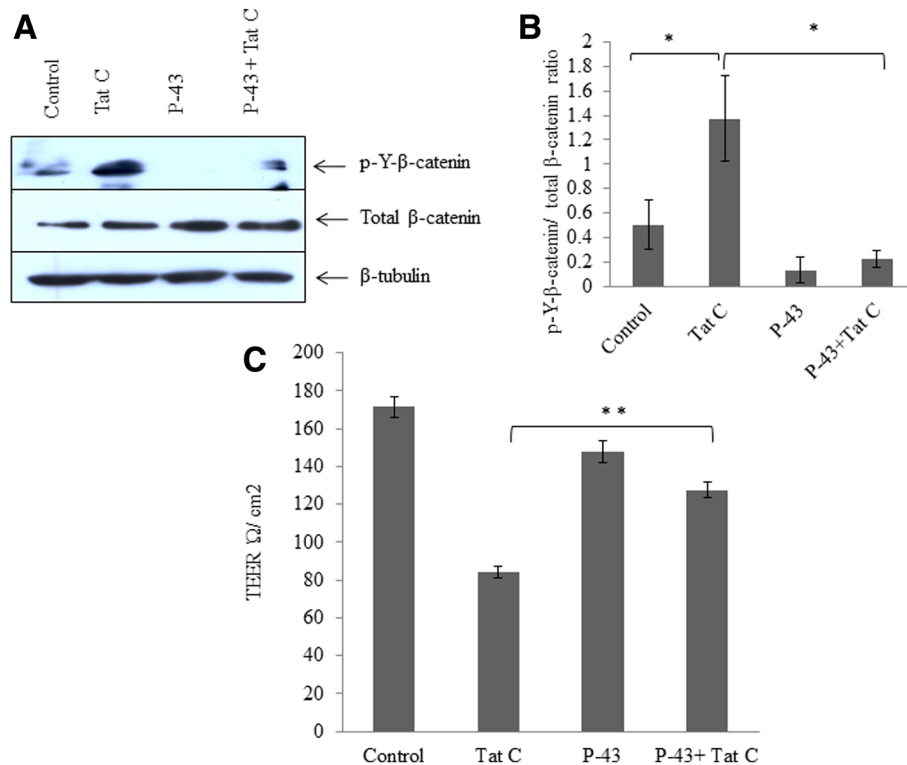 A
Control
Tat C
P-43
P-43+ Tat C
p-Y-β-catenin
Total β-catenin
β-tubulin
B
p-Y-β-catenin/ total β-catenin ratio
2
1.8
1.6
1.4
1.2
1
0.8
0.6
0.4
0.2
0
*
*
Control
Tat C
P-43
P-43+Tat C
C
TEER Ώ/ cm2
200
180
160
140
120
100
80
60
40
20
0
* *
Control
Tat C
P-43
P-43+ Tat C